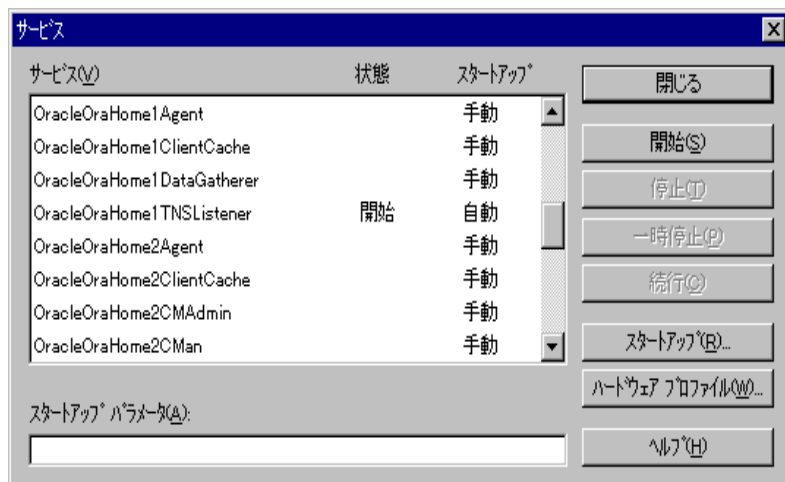 サービス
サービス(V) 状態 スタートアップ
OracleOraHome1Agent 手動
OracleOraHome1ClientCache 手動
OracleOraHome1DataGatherer 手動
OracleOraHome1TNSListener 開始 自動
OracleOraHome2Agent 手動
OracleOraHome2ClientCache 手動
OracleOraHome2CMAdmin 手動
OracleOraHome2CMan 手動
スタートアップ パラメータ(A):
閉じる
開始(S)
停止(T)
一時停止(P)
続行(C)
スタートアップ(R)...
ハードウェア プロファイル(W)...
ヘルプ(H)